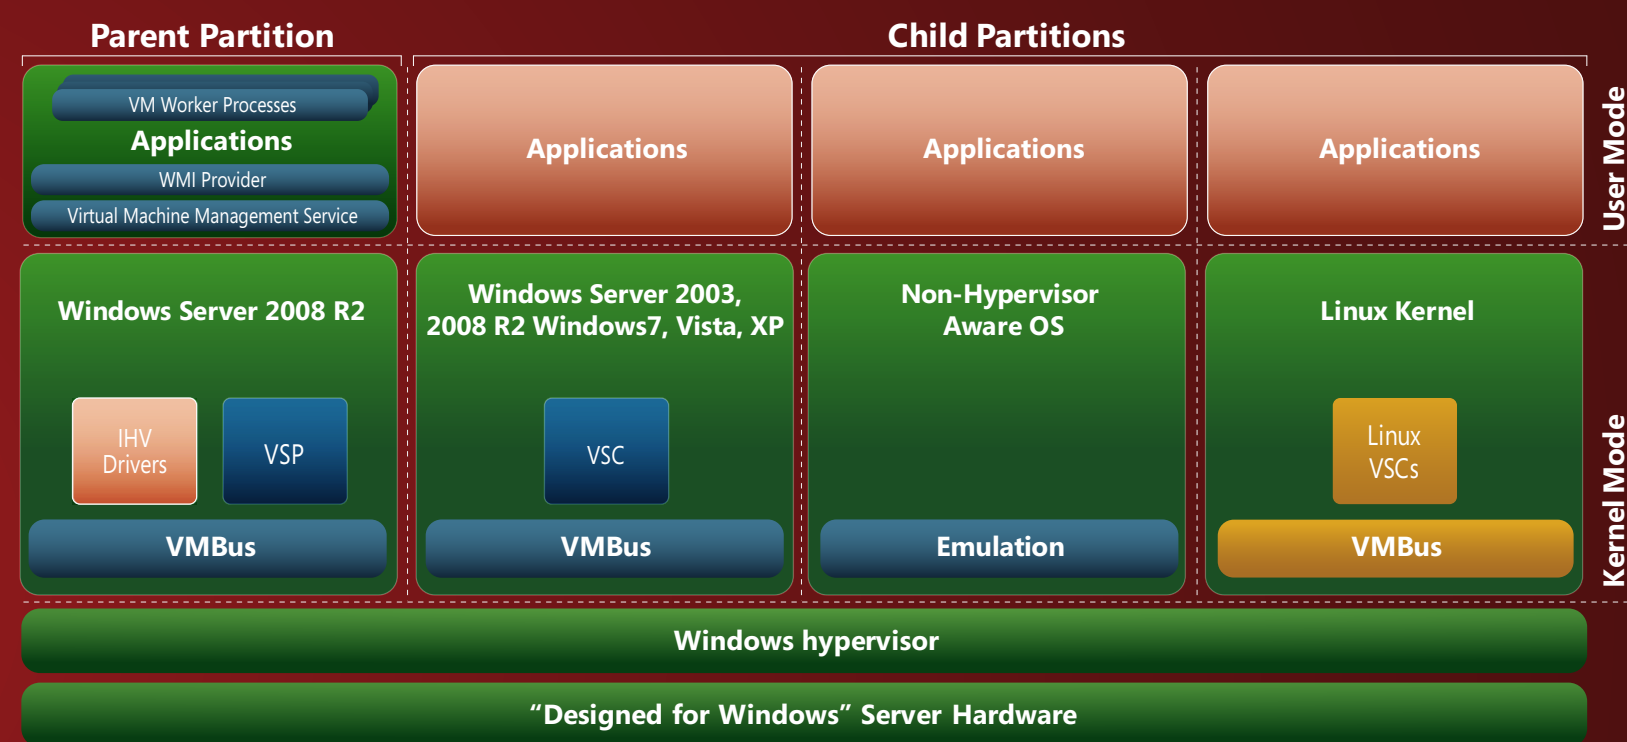 Parent Partition
Child Partitions
VM Worker Processes
Applications
WMI Provider
Virtual Machine Management Service
Applications
Applications
Applications
User Mode
Windows Server 2008 R2
IHV
Drivers
VSP
VMBus
Windows Server 2003,
2008 R2 Windows7, Vista, XP
VSC
VMBus
Non-Hypervisor
Aware OS
Emulation
Linux Kernel
Linux
VSCs
VMBus
Kernel Mode
Windows hypervisor
“Designed for Windows” Server Hardware